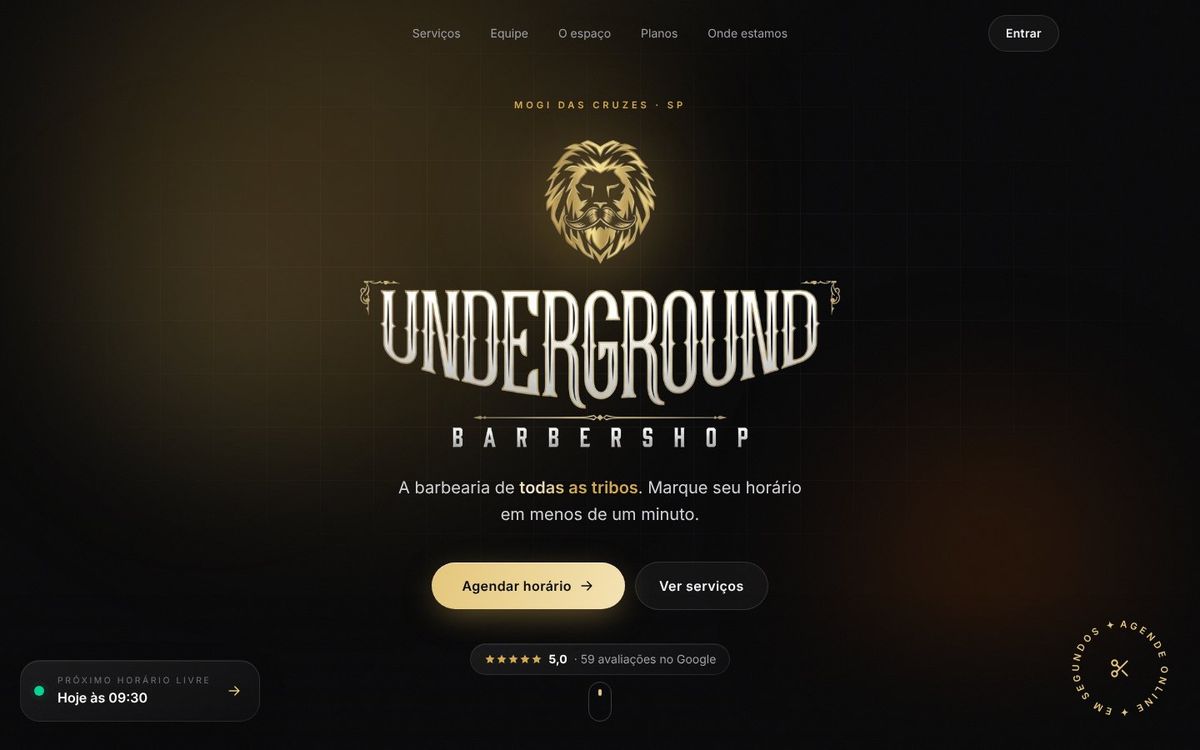 Serviços Equipe O espaço Planos Onde estamos Entrar
MOGI DAS CRUZES · SP
UNDERGROUND
BARBERSHOP
A barbearia de todas as tribos. Marque seu horário
em menos de um minuto.
Agendar horário → Ver serviços
★★★★★ 5,0 · 59 avaliações no Google
PRÓXIMO HORÁRIO LIVRE
Hoje às 09:30 →
✦ AGENDE ONLINE ✦ EM SEGUNDOS